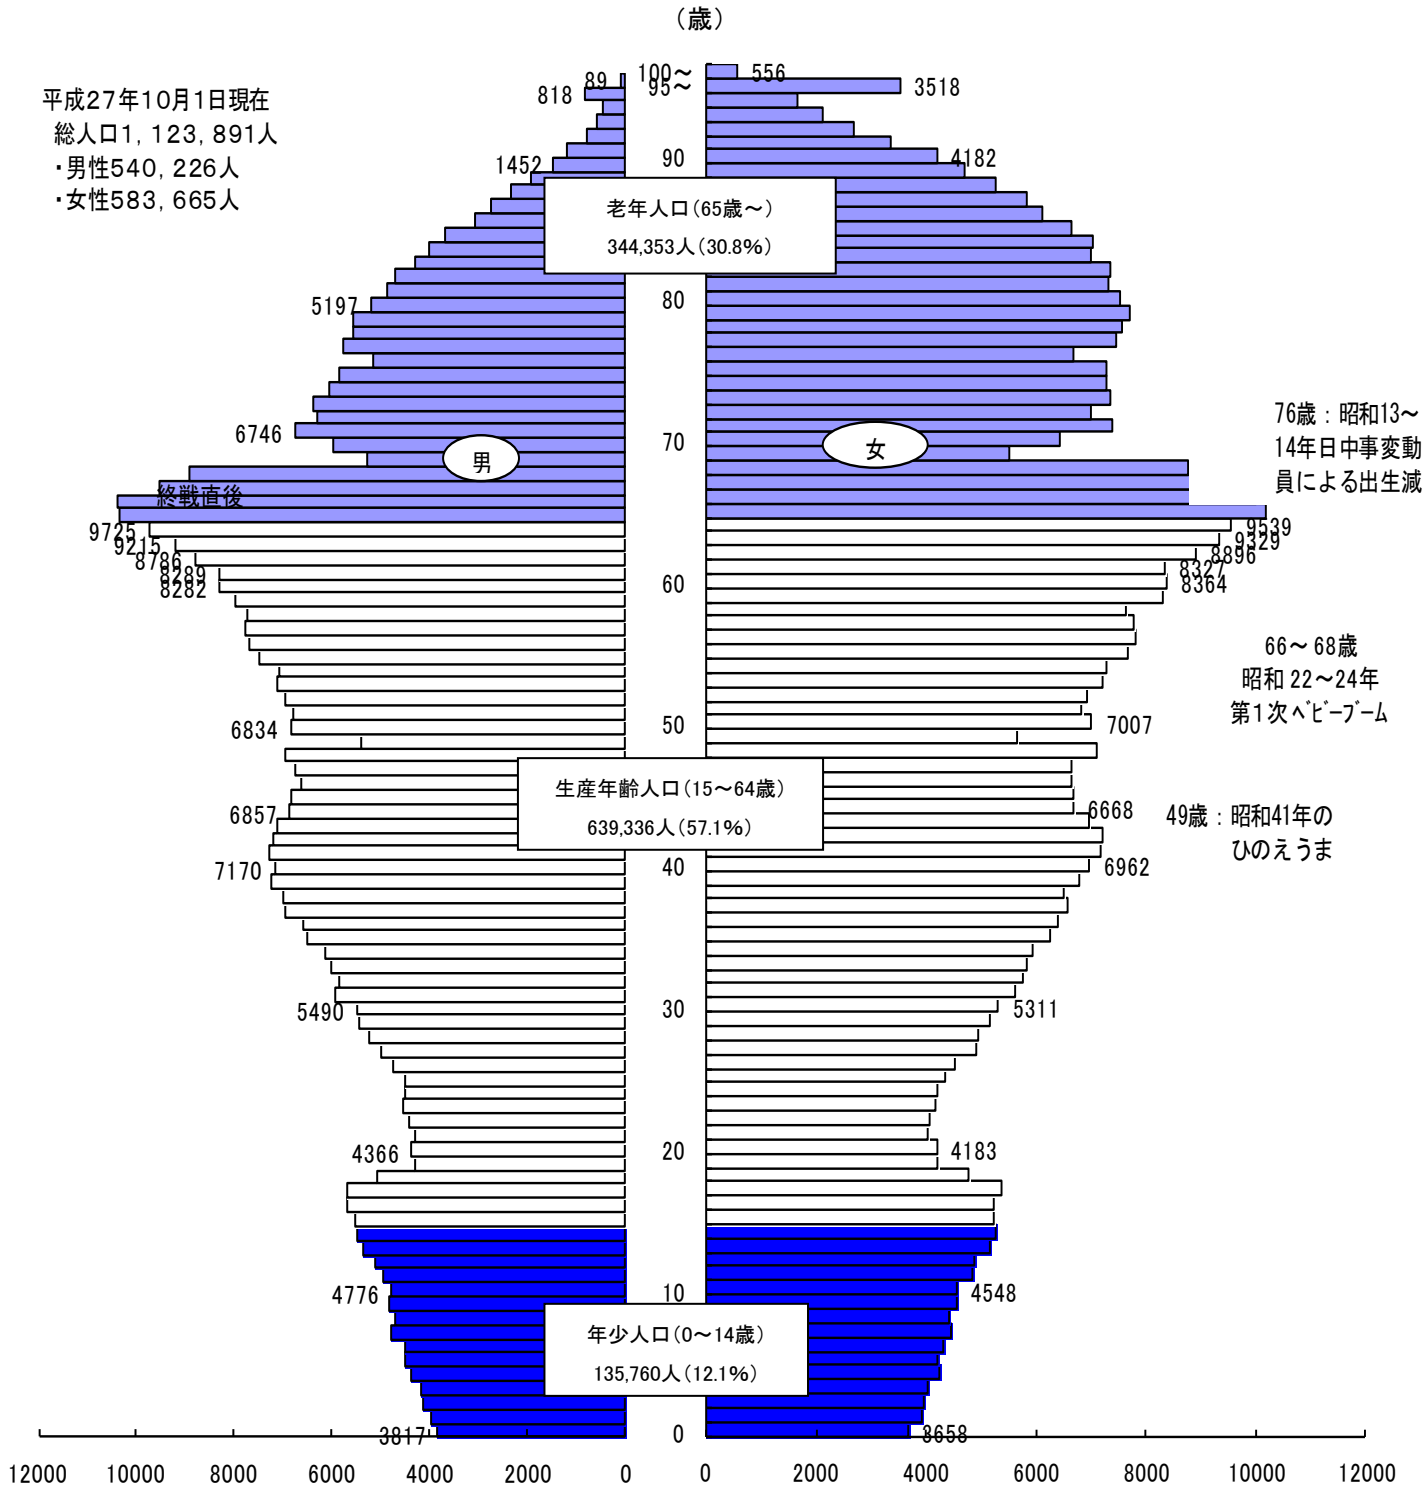 （歳）
平成27年10月1日現在
総人口1，123，891人
・男性540，226人
・女性583，665人
100～
95～
90
80
70
60
50
40
30
20
10
0
89
818
1452
5197
6746
9725
9215
8786
8289
8282
6834
6857
7170
5490
4366
4776
3817
556
3518
4182
9539
9329
8896
8327
8364
7007
6668
6962
5311
4183
4548
3658
老年人口（65歳～）
344,353人（30.8%）
男
女
終戦直後
生産年齢人口（15～64歳）
639,336人（57.1%）
年少人口（0～14歳）
135,760人（12.1%）
76歳：昭和13～
14年日中事変動
員による出生減
66～68歳
昭和 22～24年
第1次ﾍﾞﾋﾞｰﾌﾞｰﾑ
49歳：昭和41年の
ひのえうま
12000 10000 8000 6000 4000 2000 0
0 2000 4000 6000 8000 10000 12000